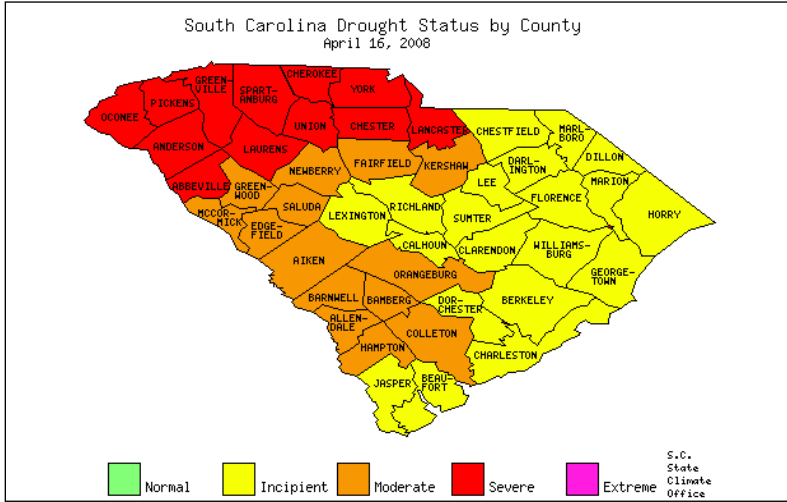 South Carolina Drought Status by County
April 16, 2008
CHEROKEE
GREEN-
VILLE
SPART-
ANBURG
YORK
PICKENS
OCONEE
UNION
CHESTER
LANCASTER
CHESTFIELD
MARL-
BORO
ANDERSON
LAURENS
FAIRFIELD
KERSHAW
DARL-
INGTON
DILLON
NEWBERRY
ABBEVILLE
GREEN-
WOOD
LEE
MARION
SALUDA
RICHLAND
FLORENCE
MCCOR-
MICK
LEXINGTON
SUMTER
HORRY
EDGE-
FIELD
CALHOUN
CLARENDON
WILLIAMS-
BURG
AIKEN
ORANGEBURG
GEORGE-
TOWN
BARNWELL
BAMBERG
DOR-
CHESTER
BERKELEY
ALLEN-
DALE
COLLETON
HAMPTON
CHARLESTON
JASPER
BEAU-
FORT
Normal
Incipient
Moderate
Severe
Extreme
S.C.
State
Climate
Office